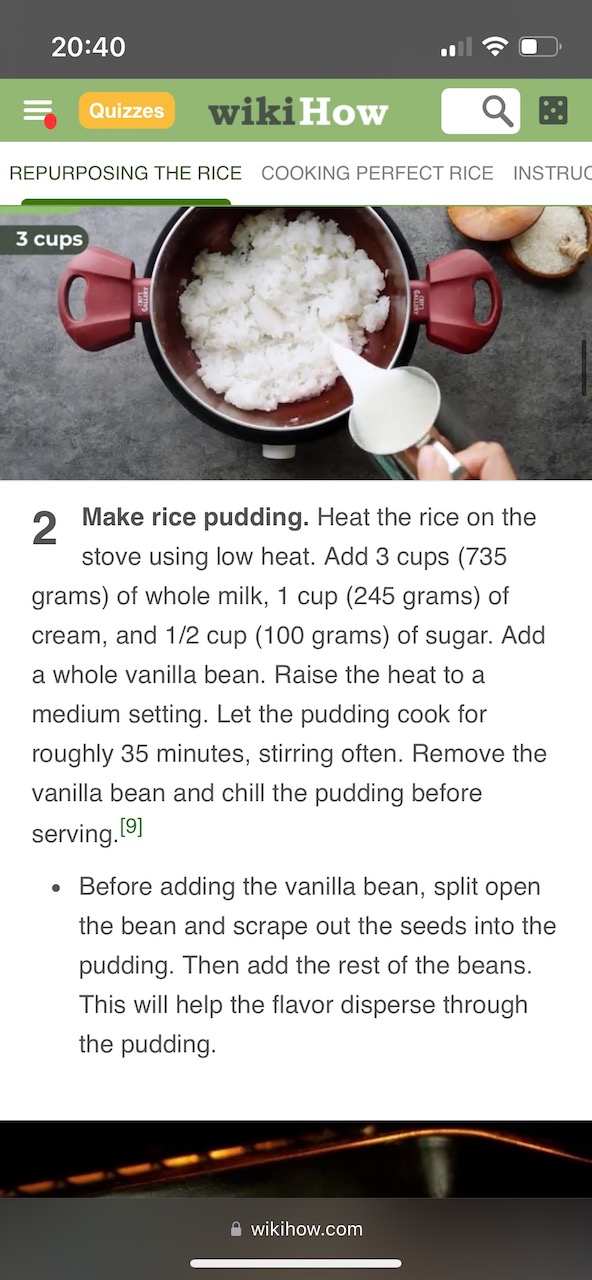 20:40
Quizzes
wikiHow
REPURPOSING THE RICE COOKING PERFECT RICE INSTRUC
3 cups
2 Make rice pudding. Heat the rice on the
stove using low heat. Add 3 cups (735
grams) of whole milk, 1 cup (245 grams) of
cream, and 1/2 cup (100 grams) of sugar. Add
a whole vanilla bean. Raise the heat to a
medium setting. Let the pudding cook for
roughly 35 minutes, stirring often. Remove the
vanilla bean and chill the pudding before
serving.[9]
• Before adding the vanilla bean, split open
the bean and scrape out the seeds into the
pudding. Then add the rest of the beans.
This will help the flavor disperse through
the pudding.
wikihow.com